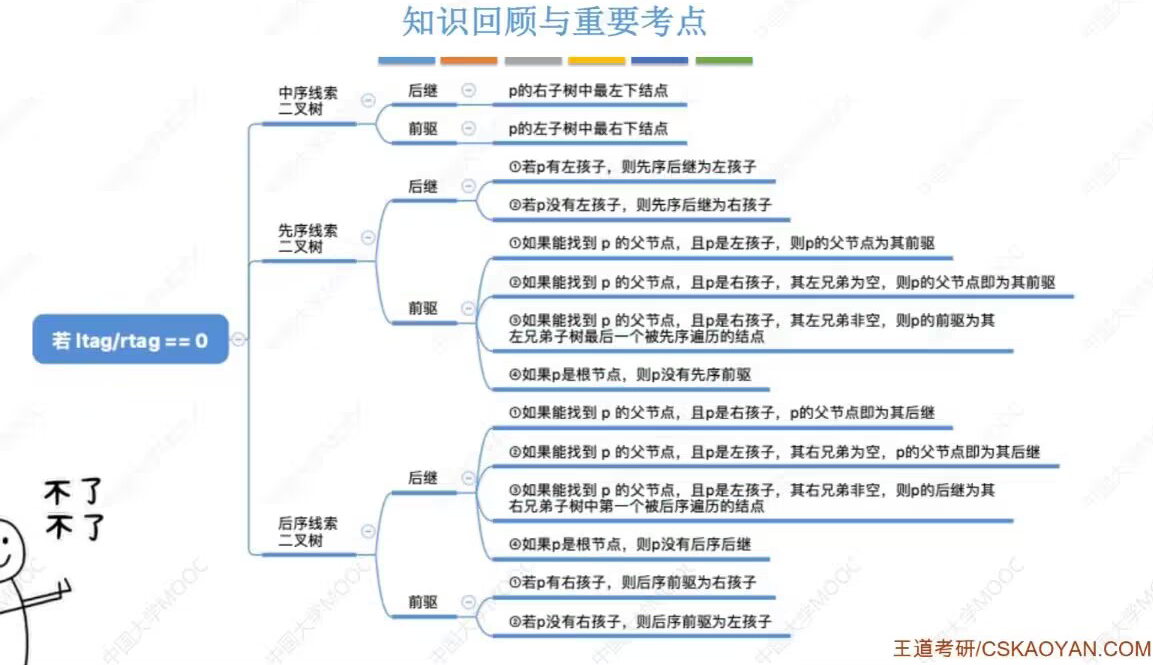 知识回顾与重要考点
若 ltag/rtag == 0
中序线索
二叉树
后继
p的右子树中最左下结点
前驱
p的左子树中最右下结点
先序线索
二叉树
后继
①若p有左孩子，则先序后继为左孩子
②若p没有左孩子，则先序后继为右孩子
前驱
①如果能找到 p 的父节点，且p是左孩子，则p的父节点为其前驱
②如果能找到 p 的父节点，且p是右孩子，其左兄弟为空，则p的父节点即为其前驱
③如果能找到 p 的父节点，且p是右孩子，其左兄弟非空，则p的前驱为其
左兄弟子树最后一个被先序遍历的结点
④如果p是根节点，则p没有先序前驱
后序线索
二叉树
后继
①如果能找到 p 的父节点，且p是右孩子，p的父节点即为其后继
②如果能找到 p 的父节点，且p是左孩子，其右兄弟为空，p的父节点即为其后继
③如果能找到 p 的父节点，且p是左孩子，其右兄弟非空，则p的后继为其
右兄弟子树中第一个被后序遍历的结点
④如果p是根节点，则p没有后序后继
前驱
①若p有右孩子，则后序前驱为右孩子
②若p没有右孩子，则后序前驱为左孩子
不了
不了
中国大学MOOC
王道考研/CSKAOYAN.COM